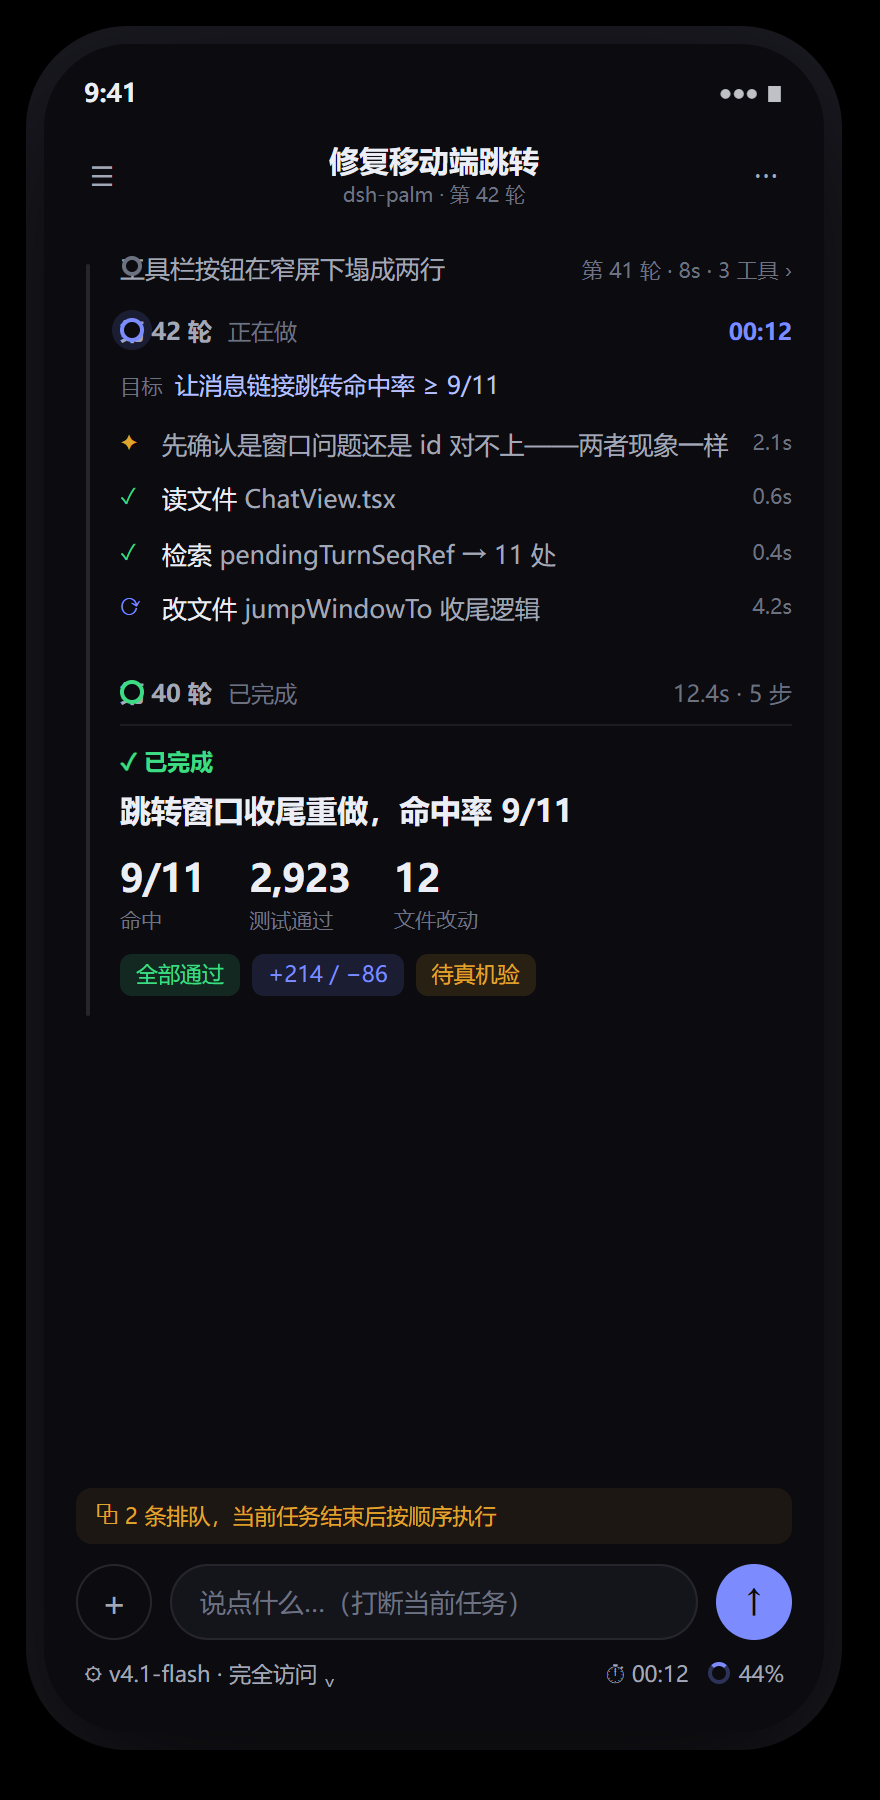 9:41
修复移动端跳转
dsh-palm · 第 42 轮
具栏按钮在窄屏下塌成两行 第 41 轮 · 8s · 3 工具 ›
42 轮 正在做 00:12
目标 让消息链接跳转命中率 ≥ 9/11
✦ 先确认是窗口问题还是 id 对不上——两者现象一样 2.1s
✓ 读文件 ChatView.tsx 0.6s
✓ 检索 pendingTurnSeqRef → 11 处 0.4s
⟳ 改文件 jumpWindowTo 收尾逻辑 4.2s
40 轮 已完成 12.4s · 5 步
✓ 已完成
跳转窗口收尾重做，命中率 9/11
9/11 2,923 12
命中 测试通过 文件改动
全部通过 +214 / −86 待真机验
2 条排队，当前任务结束后按顺序执行
+ 说点什么…（打断当前任务） ↑
v4.1-flash · 完全访问 00:12 44%